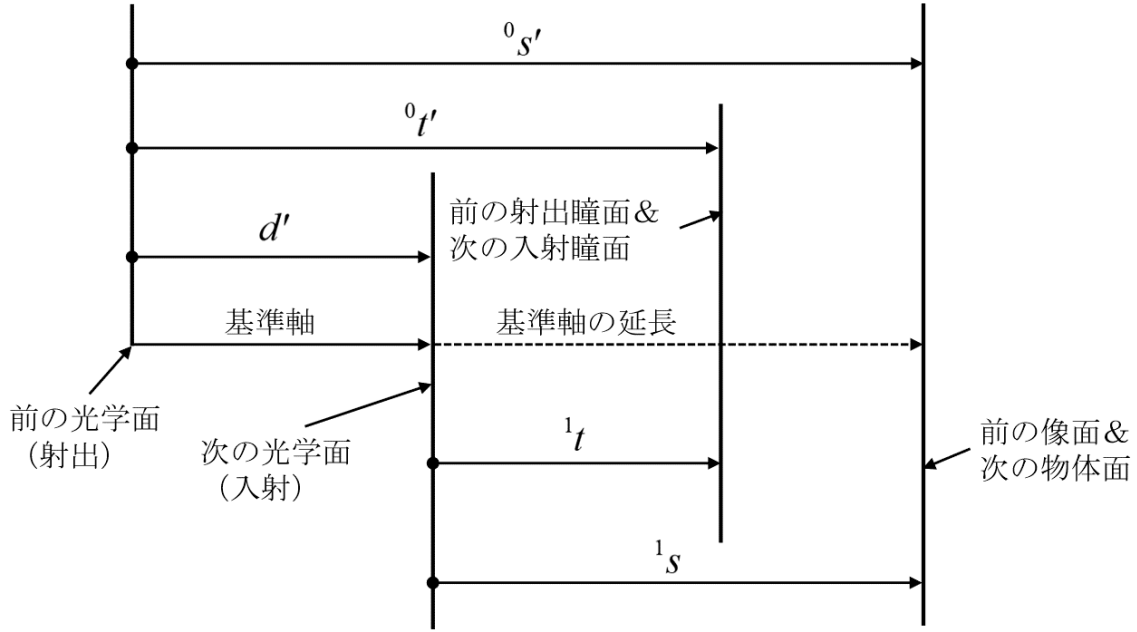 ⁰s′
⁰t′
前の射出瞳面＆
次の入射瞳面
d′
基準軸
基準軸の延長
前の光学面
（射出）
次の光学面
（入射）
¹t
前の像面＆
次の物体面
¹s